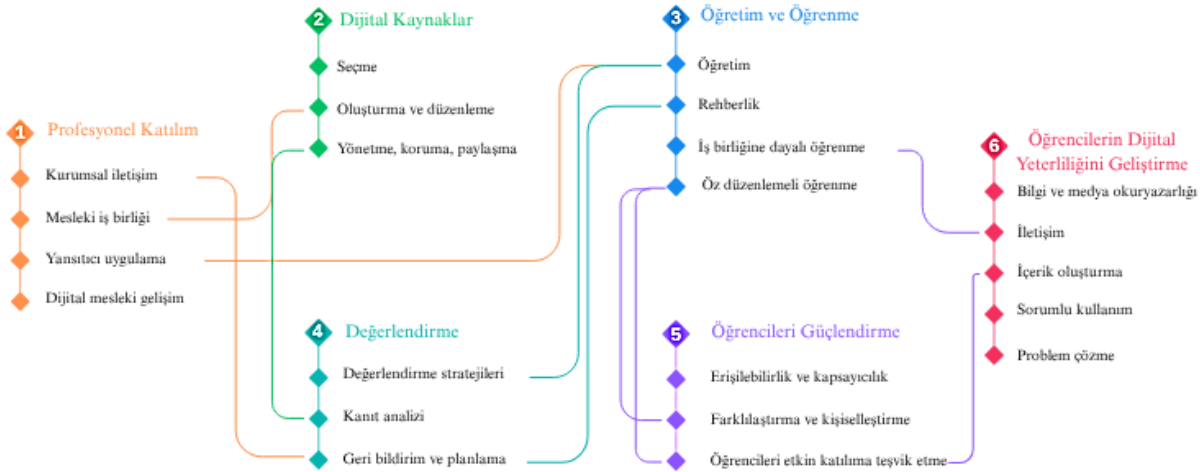 1
Profesyonel Katılım
Kurumsal iletişim
Mesleki iş birliği
Yansıtıcı uygulama
Dijital mesleki gelişim
2
Dijital Kaynaklar
Seçme
Oluşturma ve düzenleme
Yönetme, koruma, paylaşma
3
Öğretim ve Öğrenme
Öğretim
Rehberlik
İş birliğine dayalı öğrenme
Öz düzenlemeli öğrenme
4
Değerlendirme
Değerlendirme stratejileri
Kanıt analizi
Geri bildirim ve planlama
5
Öğrencileri Güçlendirme
Erişilebilirlik ve kapsayıcılık
Farklılaştırma ve kişiselleştirme
Öğrencileri etkin katılıma teşvik etme
6
Öğrencilerin Dijital
Yeterliliğini Geliştirme
Bilgi ve medya okuryazarlığı
İletişim
İçerik oluşturma
Sorumlu kullanım
Problem çözme